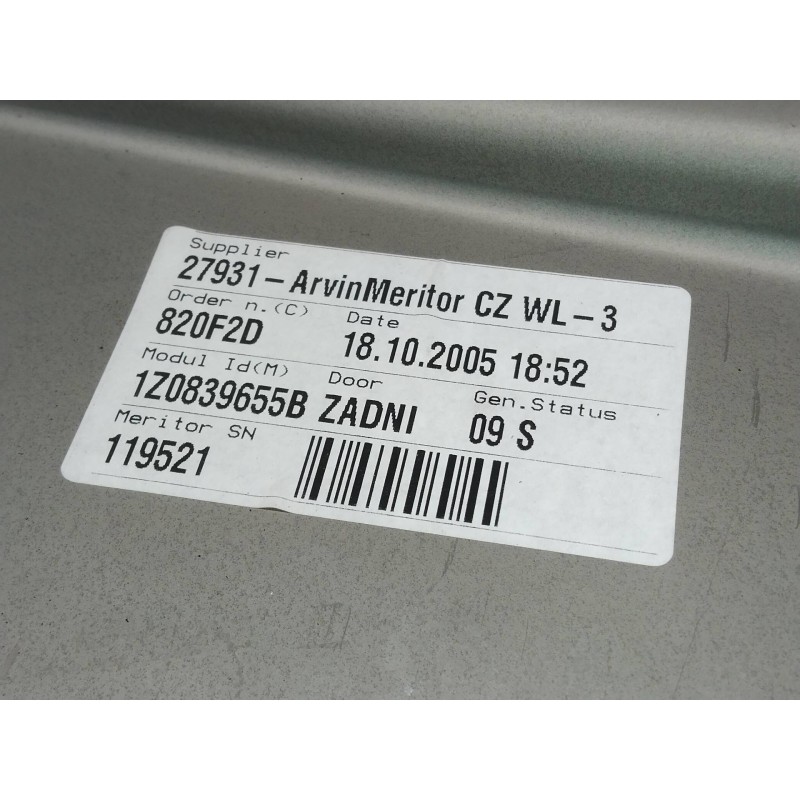 Supplier
27931-ArvinMeritor CZ WL-3
Order n.(C) Date
820F2D 18.10.2005 18:52
Modul Id(M) Door Gen.Status
1Z0839655B ZADNI 09 S
Meritor SN
119521